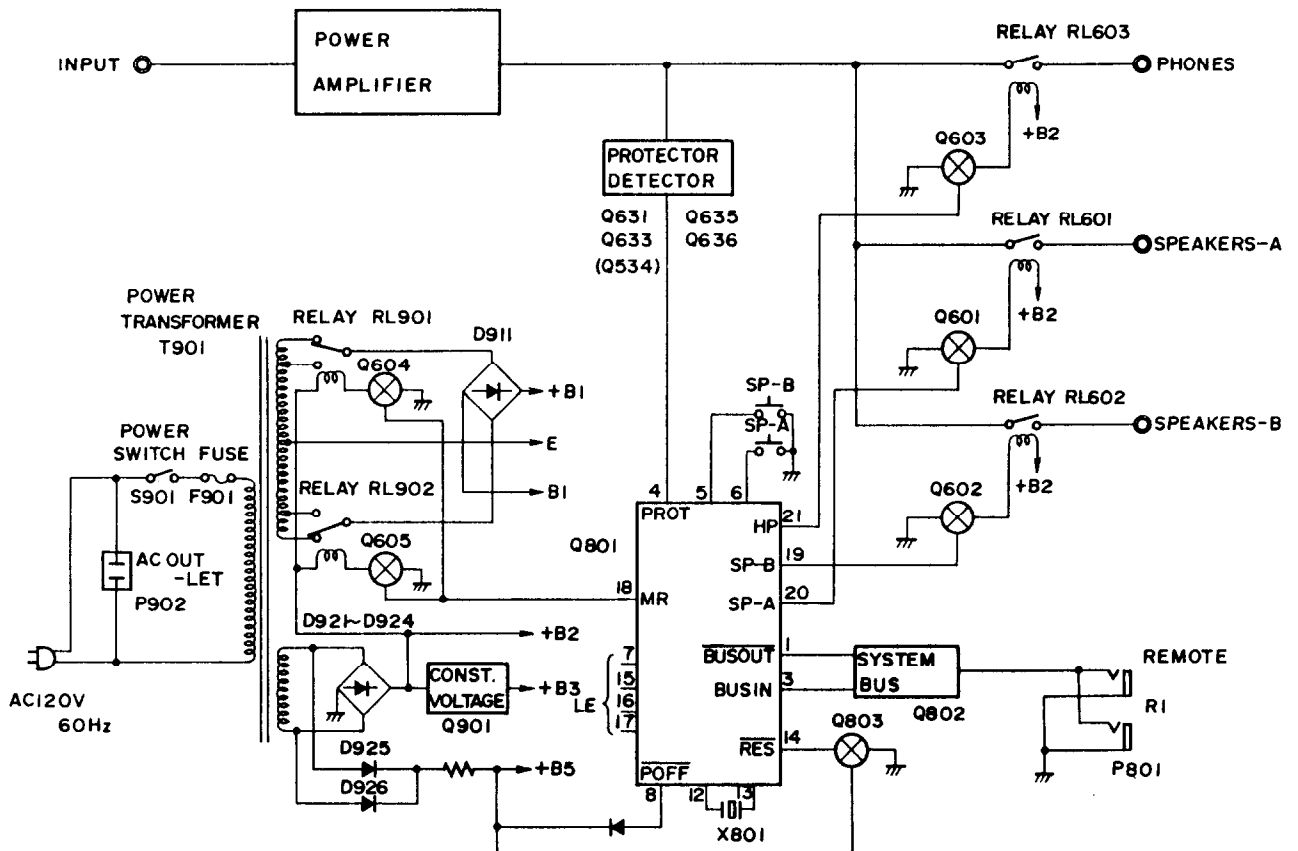 RELAY RL603
INPUT
POWER
AMPLIFIER
PHONES
+B2
Q603
PROTECTOR
DETECTOR
Q631 Q635
Q633 Q636
(Q534)
RELAY RL601
SPEAKERS-A
+B2
Q601
POWER
TRANSFORMER
T901
RELAY RL901
D911
Q604
+B1
SP-B
SP-A
RELAY RL602
SPEAKERS-B
+B2
Q602
E
POWER
SWITCH FUSE
S901 F901
RELAY RL902
-B1
4 5 6
PROT
HP 21
Q801
Q605
19
SP-B
AC OUT
-LET
P902
18
MR
20
SP-A
D921~D924
+B2
1
BUSOUT
SYSTEM
BUS
REMOTE
7
15
16
17
LE
CONST.
VOLTAGE
+B3
Q901
BUSIN 3
Q802
R1
AC120V
60Hz
Q803
14
RES
P801
D925
D926
+B5
POFF
8 12 13
X801